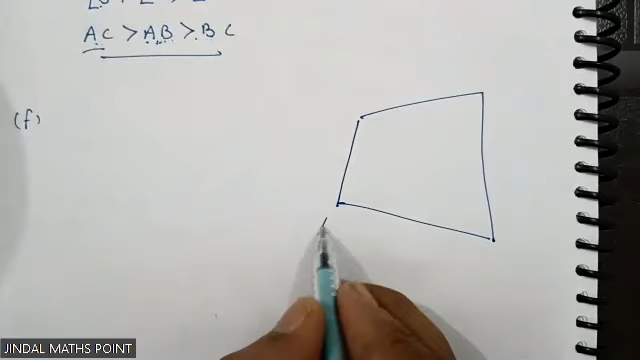 AC > AB > BC
(f)
JINDAL MATHS POINT